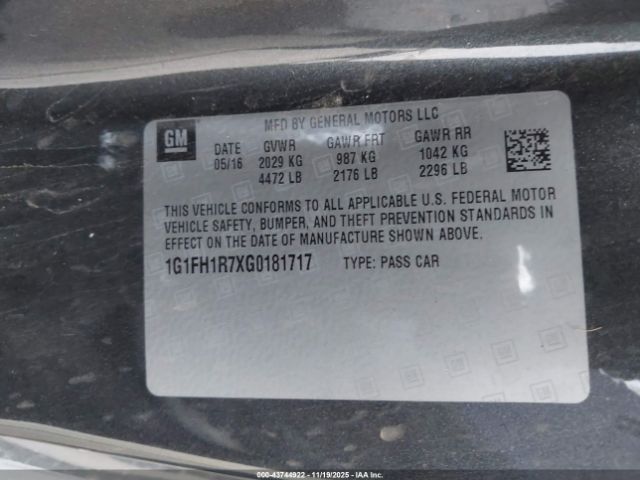 GM
MFD BY GENERAL MOTORS LLC
DATE GVWR GAWR FRT GAWR RR
05/16 2029 KG 987 KG 1042 KG
4472 LB 2176 LB 2296 LB
THIS VEHICLE CONFORMS TO ALL APPLICABLE U.S. FEDERAL MOTOR
VEHICLE SAFETY, BUMPER, AND THEFT PREVENTION STANDARDS IN
EFFECT ON THE DATE OF MANUFACTURE SHOWN ABOVE.
1G1FH1R7XG0181717 TYPE: PASS CAR
000-43744922 - 11/19/2025 - IAA Inc.